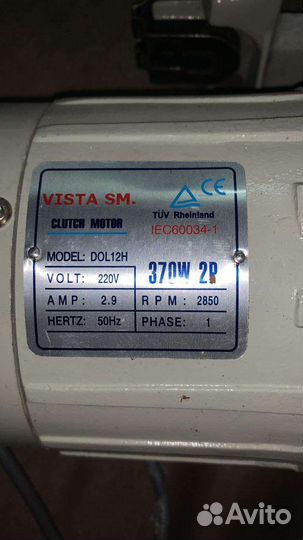 VISTA SM.
CE
CLUTCH MOTOR
TÜV Rheinland
IEC60034-1
MODEL: DOL12H
370W 2P
VOLT: 220V
AMP: 2.9
RPM: 2850
HERTZ: 50Hz
PHASE: 1
Avito